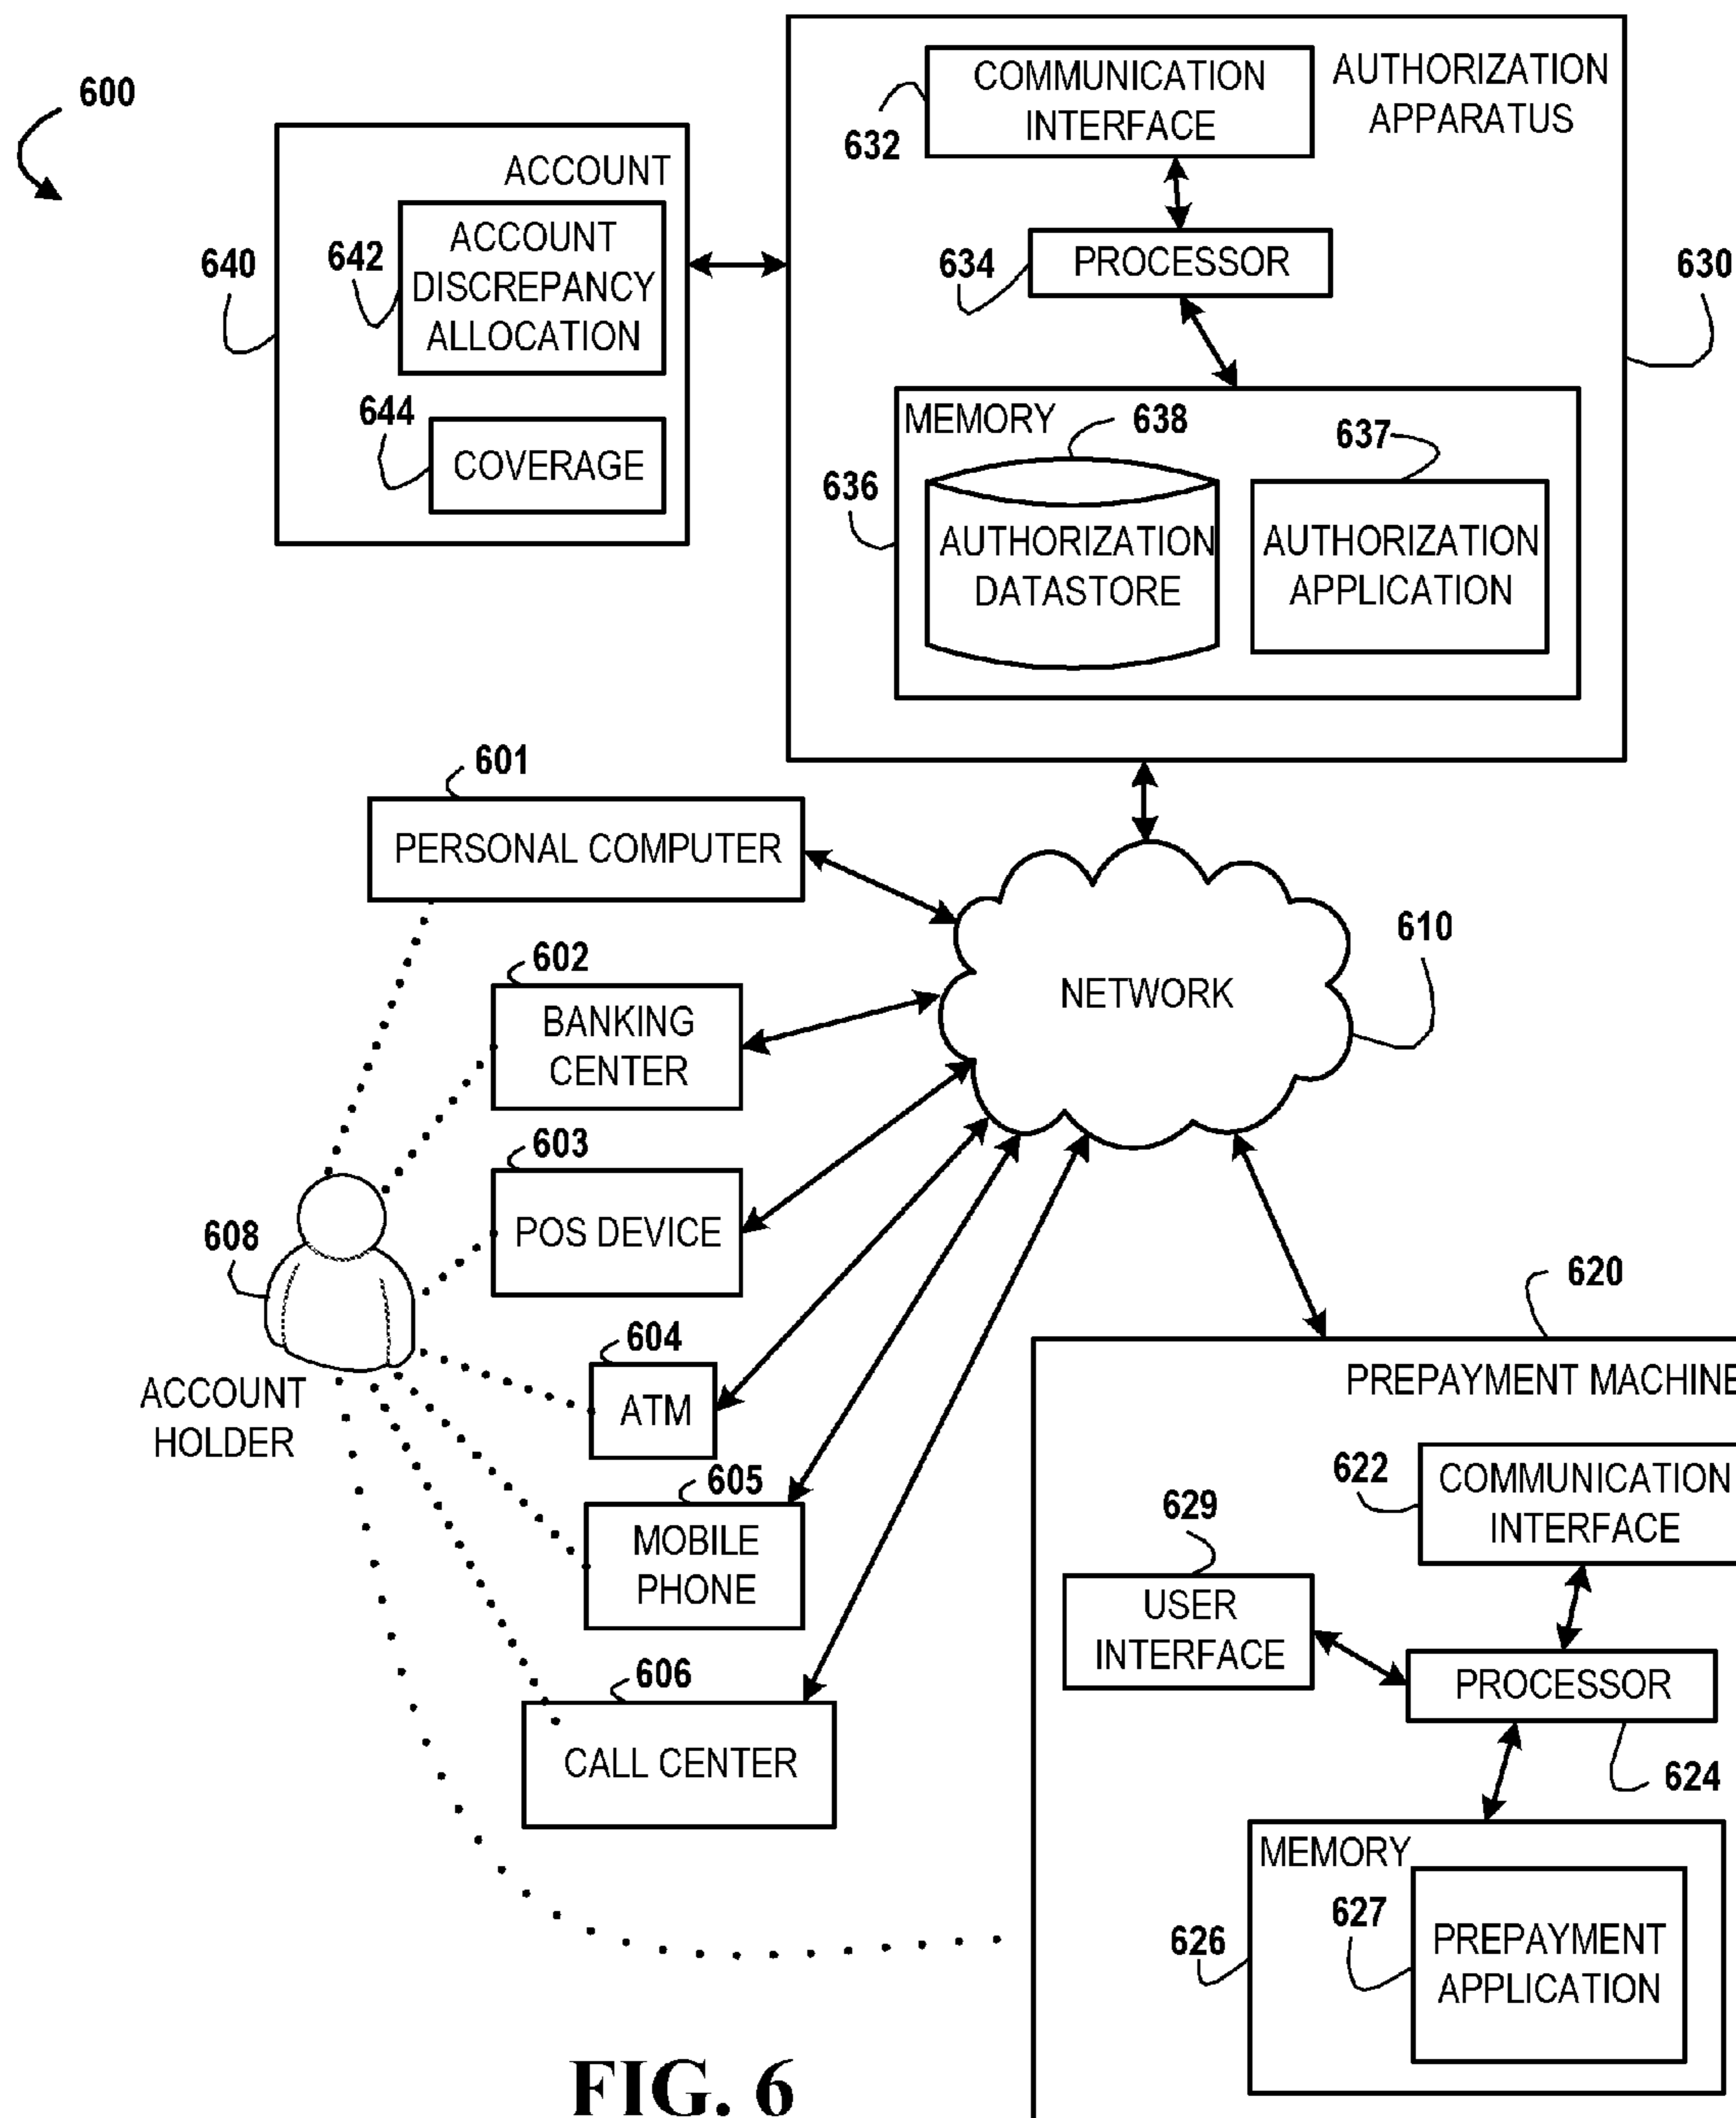 600
ACCOUNT
640
642
ACCOUNT
DISCREPANCY
ALLOCATION
644
COVERAGE
AUTHORIZATION
APPARATUS
COMMUNICATION
INTERFACE
632
634
PROCESSOR
630
MEMORY
638
637
636
AUTHORIZATION
DATASTORE
AUTHORIZATION
APPLICATION
601
PERSONAL COMPUTER
602
BANKING
CENTER
603
POS DEVICE
604
ATM
605
MOBILE
PHONE
606
CALL CENTER
608
ACCOUNT
HOLDER
NETWORK
610
620
PREPAYMENT MACHINE
622
COMMUNICATION
INTERFACE
629
USER
INTERFACE
PROCESSOR
624
MEMORY
626
627
PREPAYMENT
APPLICATION
FIG. 6